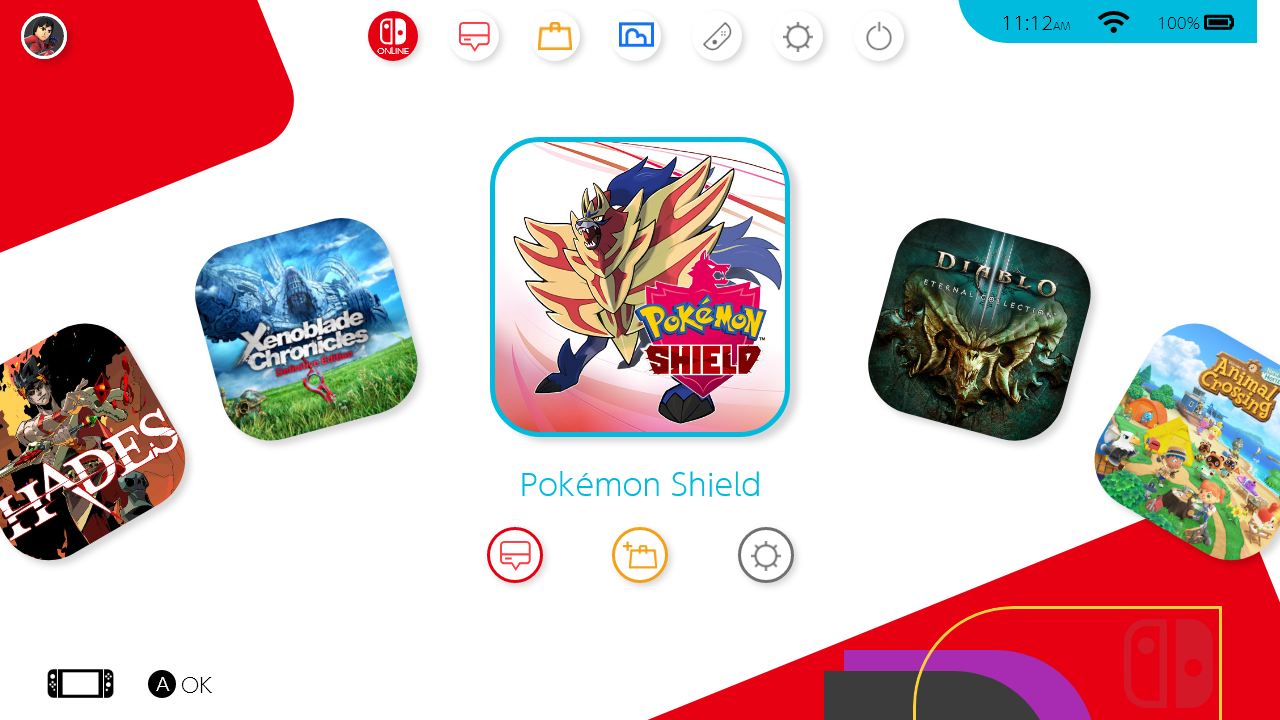 ONLINE
11:12AM
100%
Pokémon
SHIELD
Xenoblade
Chronicles
Definitive Edition
DIABLO
III
ETERNAL COLLECTION
HADES
Animal
Crossing
Pokémon Shield
A OK